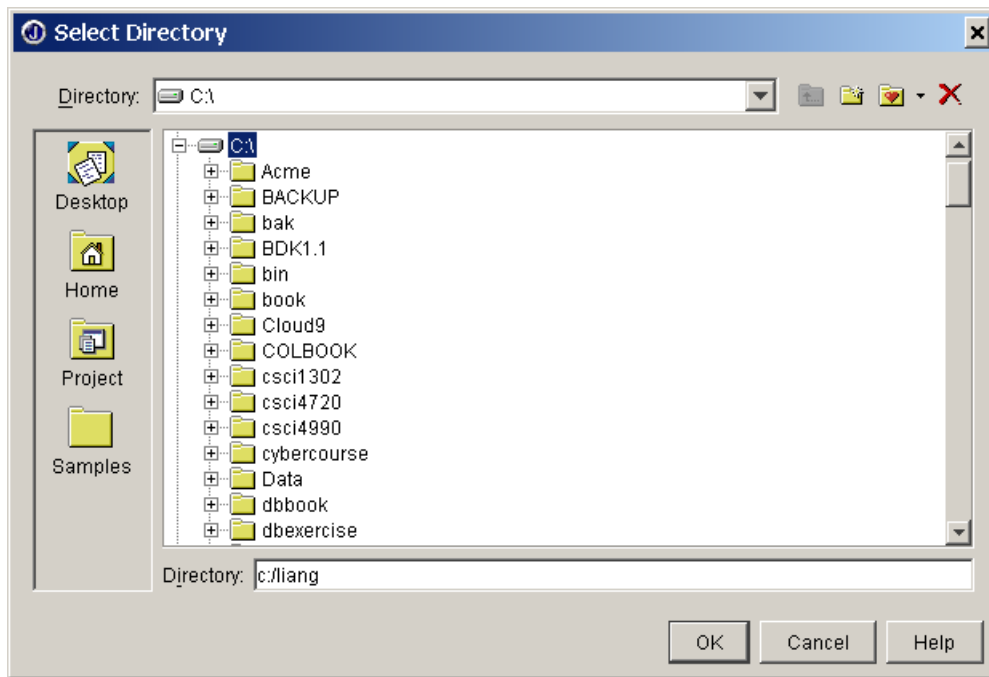 Select Directory
Directory: C:\
Desktop
Home
Project
Samples
C:\
Acme
BACKUP
bak
BDK1.1
bin
book
Cloud9
COLBOOK
csci1302
csci4720
csci4990
cybercourse
Data
dbbook
dbexercise
Directory: c:/liang
OK Cancel Help